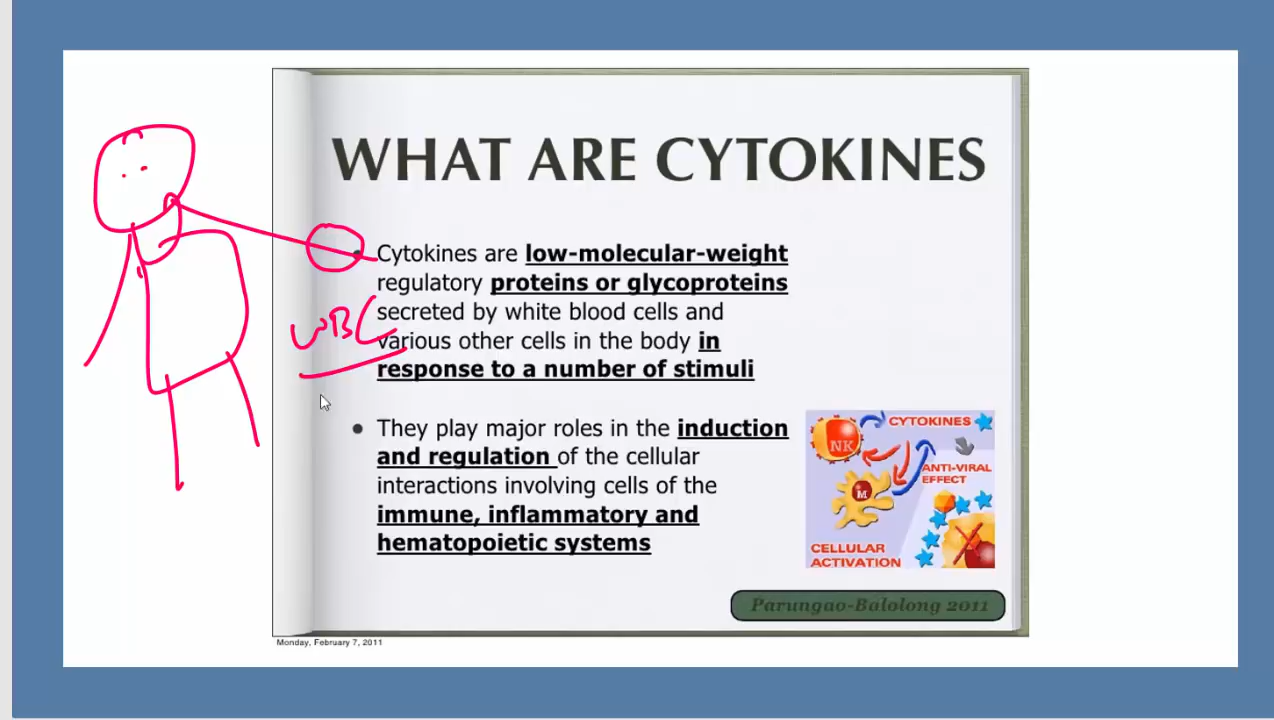 WHAT ARE CYTOKINES
• Cytokines are low-molecular-weight
regulatory proteins or glycoproteins
secreted by white blood cells and
various other cells in the body in
response to a number of stimuli
WBC
• They play major roles in the induction
and regulation of the cellular
interactions involving cells of the
immune, inflammatory and
hematopoietic systems
CYTOKINES
NK
ANTI-VIRAL
EFFECT
M
CELLULAR
ACTIVATION
Parungao-Balolong 2011
Monday, February 7, 2011